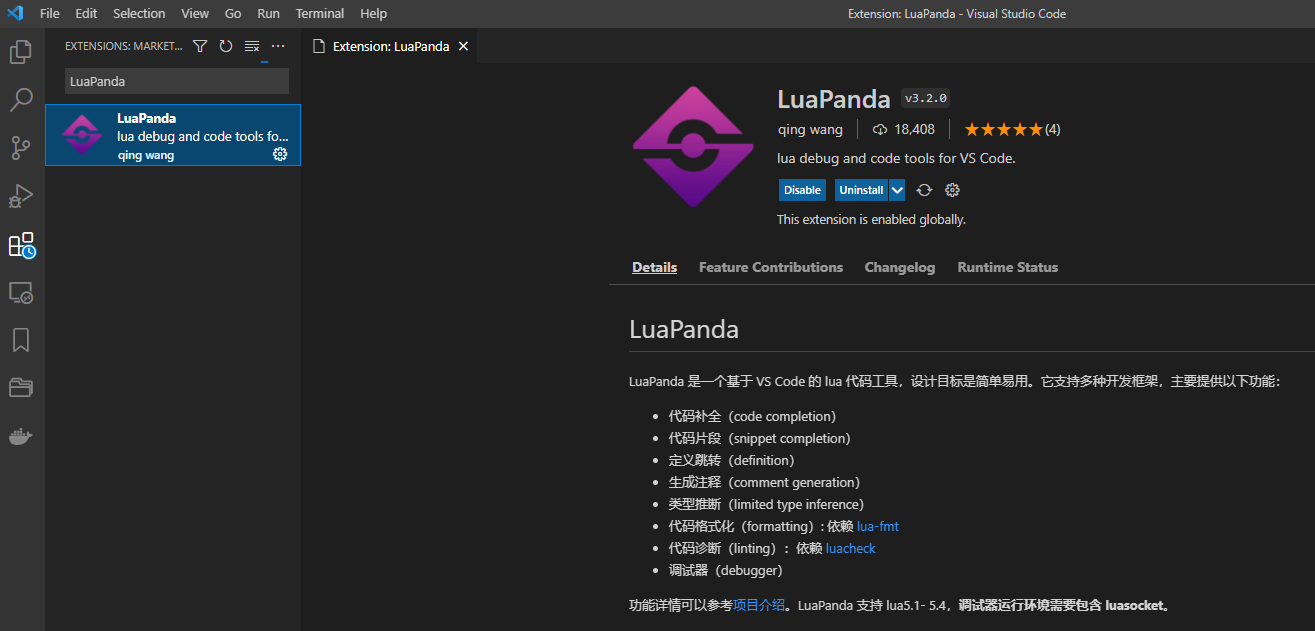 File Edit Selection View Go Run Terminal Help
Extension: LuaPanda - Visual Studio Code
EXTENSIONS: MARKET...
Extension: LuaPanda
LuaPanda
LuaPanda
lua debug and code tools fo...
qing wang
LuaPanda v3.2.0
qing wang 18,408 (4)
lua debug and code tools for VS Code.
Disable Uninstall
This extension is enabled globally.
Details Feature Contributions Changelog Runtime Status
LuaPanda
LuaPanda 是一个基于 VS Code 的 lua 代码工具，设计目标是简单易用。它支持多种开发框架，主要提供以下功能：
代码补全（code completion）
代码片段（snippet completion）
定义跳转（definition）
生成注释（comment generation）
类型推断（limited type inference）
代码格式化（formatting）: 依赖 lua-fmt
代码诊断（linting）：依赖 luacheck
调试器（debugger）
功能详情可以参考项目介绍。LuaPanda 支持 lua5.1- 5.4，调试器运行环境需要包含 luasocket。